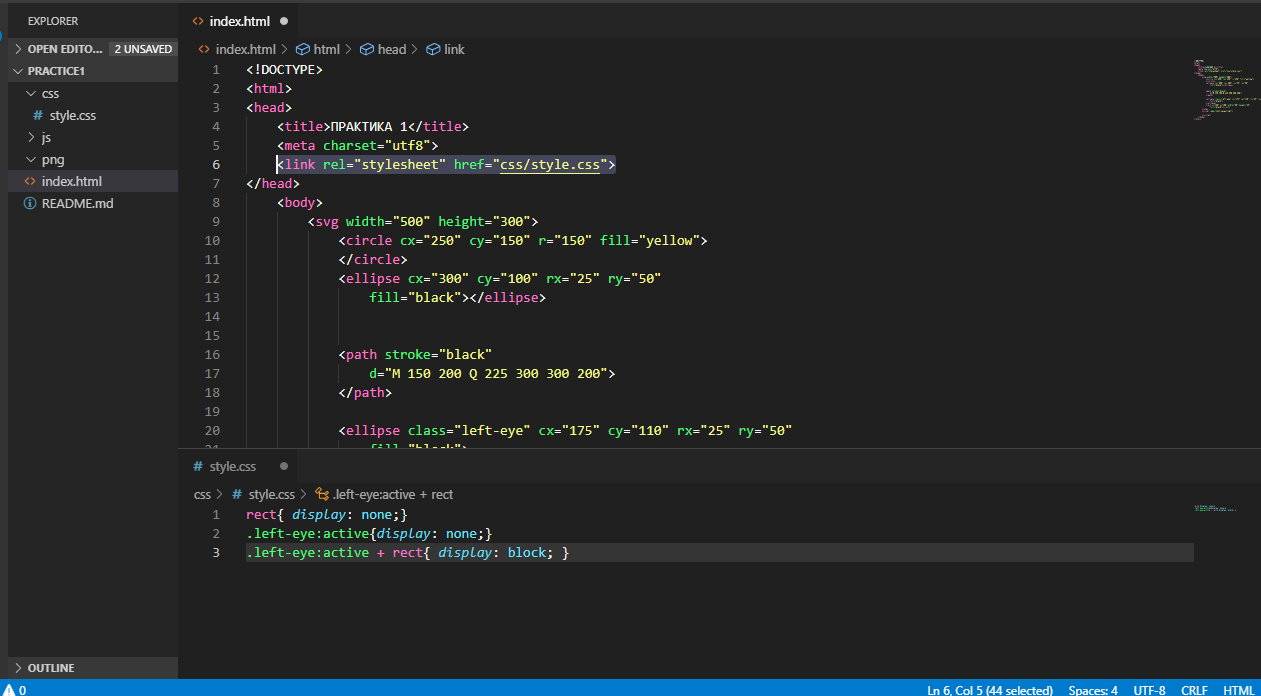 EXPLORER
OPEN EDITO... 2 UNSAVED
PRACTICE1
css
# style.css
js
png
<> index.html
README.md
OUTLINE
<> index.html
<> index.html > html > head > link
1 <!DOCTYPE>
2 <html>
3 <head>
4 <title>ПРАКТИКА 1</title>
5 <meta charset="utf8">
6 <link rel="stylesheet" href="css/style.css">
7 </head>
8 <body>
9 <svg width="500" height="300">
10 <circle cx="250" cy="150" r="150" fill="yellow">
11 </circle>
12 <ellipse cx="300" cy="100" rx="25" ry="50"
13 fill="black"></ellipse>
14
15
16 <path stroke="black"
17 d="M 150 200 Q 225 300 300 200">
18 </path>
19
20 <ellipse class="left-eye" cx="175" cy="110" rx="25" ry="50"
21 fill="black">
# style.css
css > # style.css > .left-eye:active + rect
1 rect{ display: none;}
2 .left-eye:active{display: none;}
3 .left-eye:active + rect{ display: block; }
0
Ln 6, Col 5 (44 selected) Spaces: 4 UTF-8 CRLF HTML